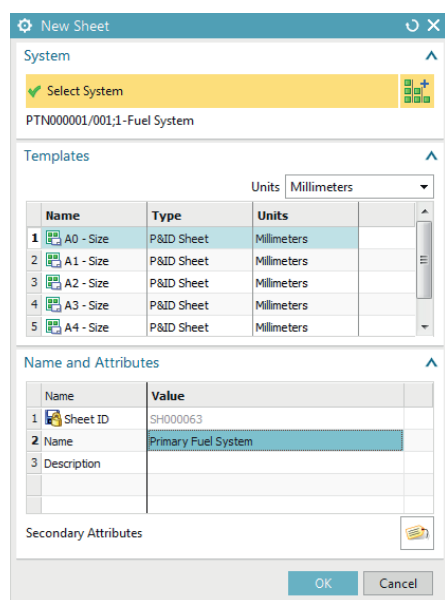 New Sheet
System
Select System
PTN000001/001;1-Fuel System
Templates
Units Millimeters
Name Type Units
1 A0 - Size P&ID Sheet Millimeters
2 A1 - Size P&ID Sheet Millimeters
3 A2 - Size P&ID Sheet Millimeters
4 A3 - Size P&ID Sheet Millimeters
5 A4 - Size P&ID Sheet Millimeters
Name and Attributes
Name Value
1 Sheet ID SH000063
2 Name Primary Fuel System
3 Description
Secondary Attributes
OK Cancel